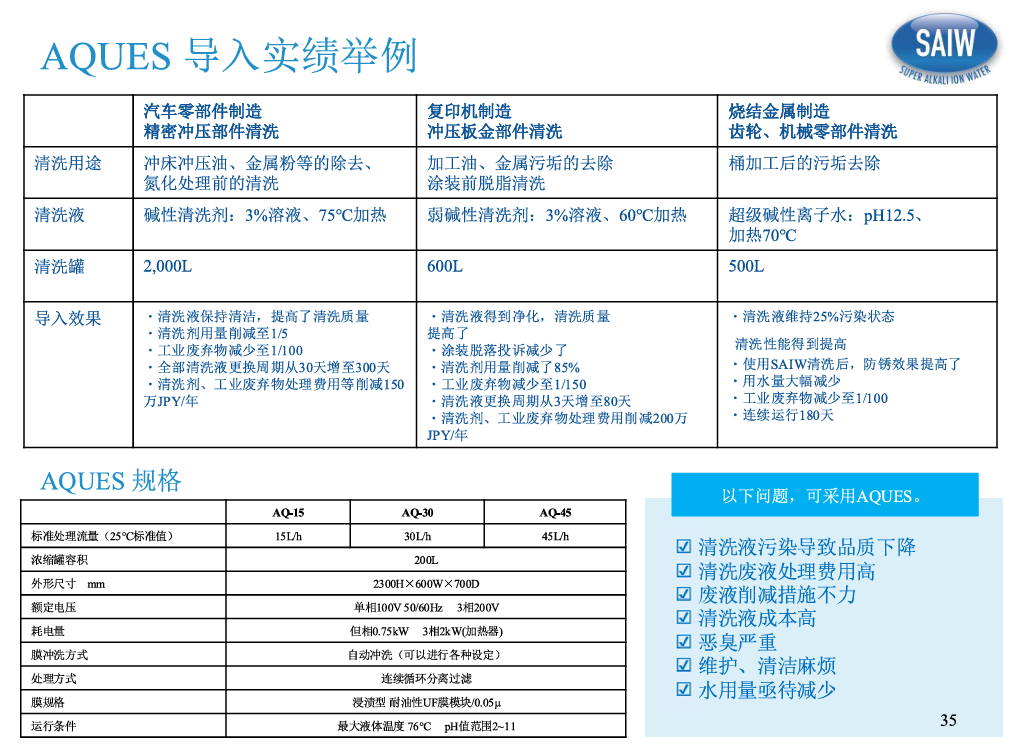 AQUES 导入实绩举例
SAIW
SUPER ALKALI ION WATER
汽车零部件制造
精密冲压部件清洗
复印机制造
冲压板金部件清洗
烧结金属制造
齿轮、机械零部件清洗
清洗用途
冲床冲压油、金属粉等的除去、
氮化处理前的清洗
加工油、金属污垢的去除
涂装前脱脂清洗
桶加工后的污垢去除
清洗液
碱性清洗剂：3%溶液、75℃加热
弱碱性清洗剂：3%溶液、60℃加热
超级碱性离子水：pH12.5、
加热70℃
清洗罐
2,000L
600L
500L
导入效果
・清洗液保持清洁，提高了清洗质量
・清洗剂用量削减至1/5
・工业废弃物减少至1/100
・全部清洗液更换周期从30天增至300天
・清洗剂、工业废弃物处理费用等削减150
万JPY/年
・清洗液得到净化，清洗质量
提高了
・涂装脱落投诉减少了
・清洗剂用量削减了85%
・工业废弃物减少至1/150
・清洗液更换周期从3天增至80天
・清洗剂、工业废弃物处理费用削减200万
JPY/年
・清洗液维持25%污染状态
清洗性能得到提高
・使用SAIW清洗后，防锈效果提高了
・用水量大幅减少
・工业废弃物减少至1/100
・连续运行180天
AQUES 规格
AQ-15 AQ-30 AQ-45
标准处理流量（25℃标准值） 15L/h 30L/h 45L/h
浓缩罐容积 200L
外形尺寸 mm 2300H×600W×700D
额定电压 单相100V 50/60Hz 3相200V
耗电量 但相0.75kW 3相2kW(加热器)
膜冲洗方式 自动冲洗（可以进行各种设定）
处理方式 连续循环分离过滤
膜规格 浸渍型 耐油性UF膜模块/0.05μ
运行条件 最大液体温度 76℃ pH值范围2~11
以下问题，可采用AQUES。
☑ 清洗液污染导致品质下降
☑ 清洗废液处理费用高
☑ 废液削减措施不力
☑ 清洗液成本高
☑ 恶臭严重
☑ 维护、清洁麻烦
☑ 水用量亟待减少
35